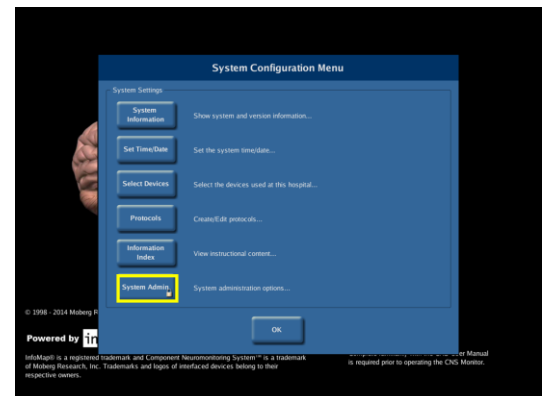 System Configuration Menu
System Settings
System
Information
Show system and version information...
Set Time/Date
Set the system time/date...
Select Devices
Select the devices used at this hospital...
Protocols
Create/Edit protocols...
Information
Index
View instructional content...
System Admin
System administration options...
OK
© 1998 - 2014 Moberg R
Powered by in
InfoMap® is a registered trademark and Component Neuromonitoring System™ is a trademark
of Moberg Research, Inc. Trademarks and logos of interfaced devices belong to their
respective owners.
User Manual
is required prior to operating the CNS Monitor.